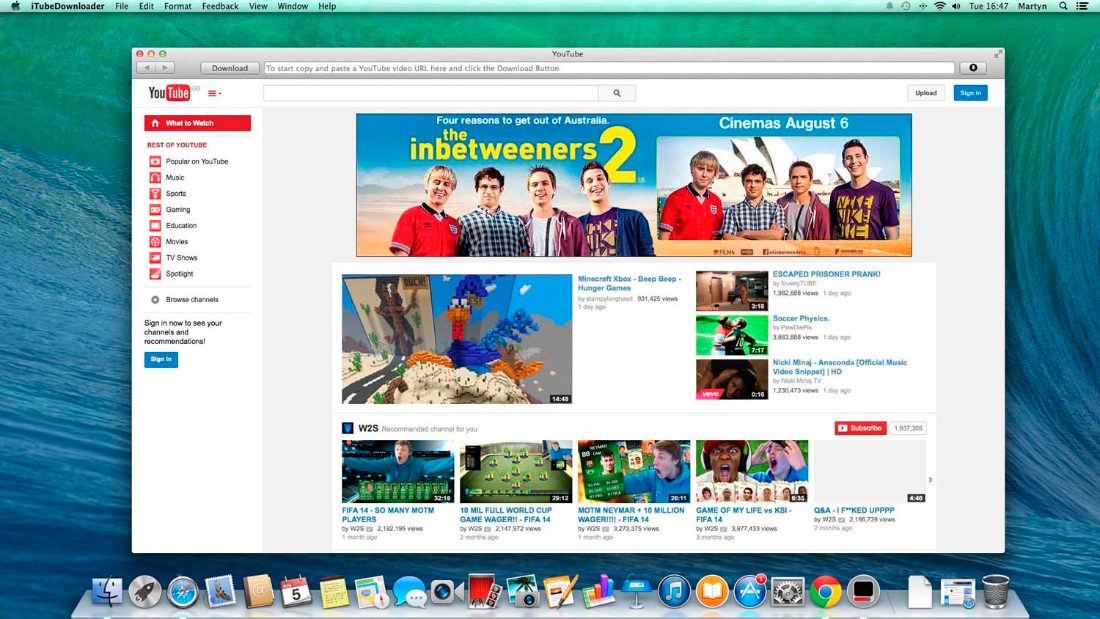 iTubeDownloader File Edit Format Feedback View Window Help Tue 16:47 Martyn
YouTube
Download To start copy and paste a YouTube video URL here and click the Download Button
YouTube GB Upload Sign in
What to Watch
BEST OF YOUTUBE
Popular on YouTube
Music
Sports
Gaming
Education
Movies
TV Shows
Spotlight
Browse channels
Sign in now to see your
channels and
recommendations!
Sign in
Four reasons to get out of Australia.
the
inbetweeners 2
Cinemas August 6
Minecraft Xbox - Beep Beep -
Hunger Games
by stampylonghead 931,425 views
1 day ago
14:48
ESCAPED PRISONER PRANK!
by fouseyTUBE
1,982,688 views 1 day ago
3:18
Soccer Physics.
by PewDiePie
3,863,688 views 1 day ago
7:17
Nicki Minaj - Anaconda [Official Music
Video Snippet] | HD
by Nicki Minaj TV
1,230,473 views 1 day ago
vevo 0:16
W2S Recommended channel for you
Subscribe 1,837,385
32:16
FIFA 14 - SO MANY MOTM
PLAYERS
by W2S 2,192,195 views
1 month ago
29:12
10 MIL FULL WORLD CUP
GAME WAGER!! - FIFA 14
by W2S 2,147,972 views
2 months ago
26:11
MOTM NEYMAR + 10 MILLION
WAGER!!!! - FIFA 14
by W2S 3,273,375 views
1 month ago
8:35
GAME OF MY LIFE vs KSI -
FIFA 14
by W2S 3,977,433 views
3 months ago
4:40
Q&A - I F**KED UPPPP
by W2S 2,166,739 views
2 months ago
5
1